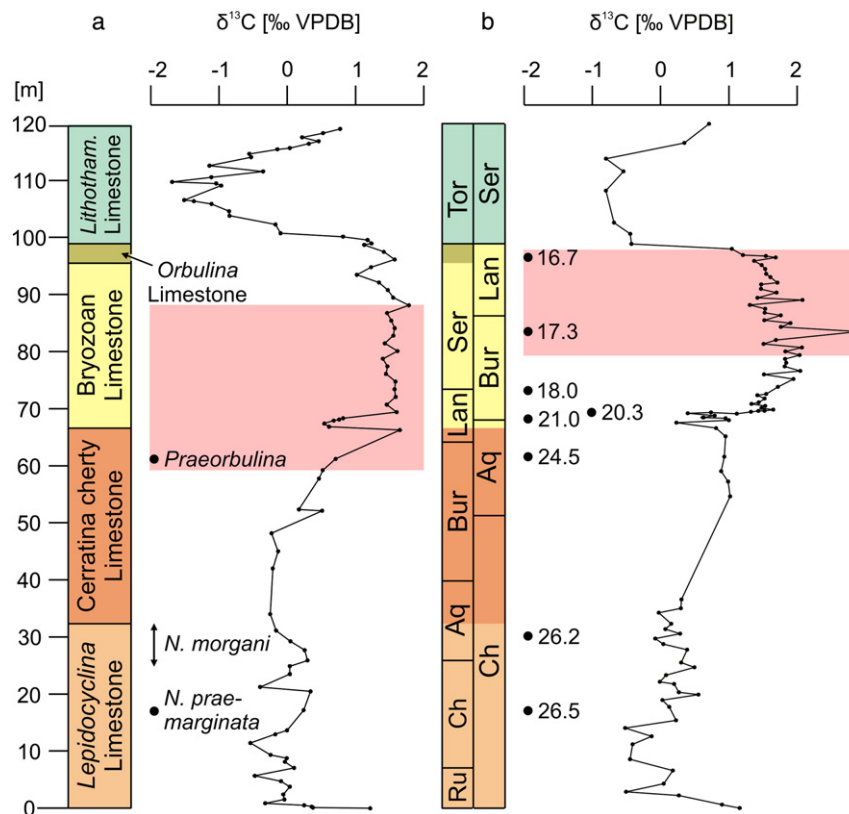 a
δ¹³C [‰ VPDB]
b
δ¹³C [‰ VPDB]
-2 -1 0 1 2
-2 -1 0 1 2
[m]
120
110
100
90
80
70
60
50
40
30
20
10
0
Lithotham.
Limestone
Bryozoan
Limestone
Cerratina cherty
Limestone
Lepidocyclina
Limestone
Orbulina
Limestone
Praeorbulina
N. morgani
N. prae-
marginata
Tor
Ser
Lan
Bur
Aq
Ch
Ru
Ser
Lan
Bur
Aq
Ch
16.7
17.3
18.0
20.3
21.0
24.5
26.2
26.5